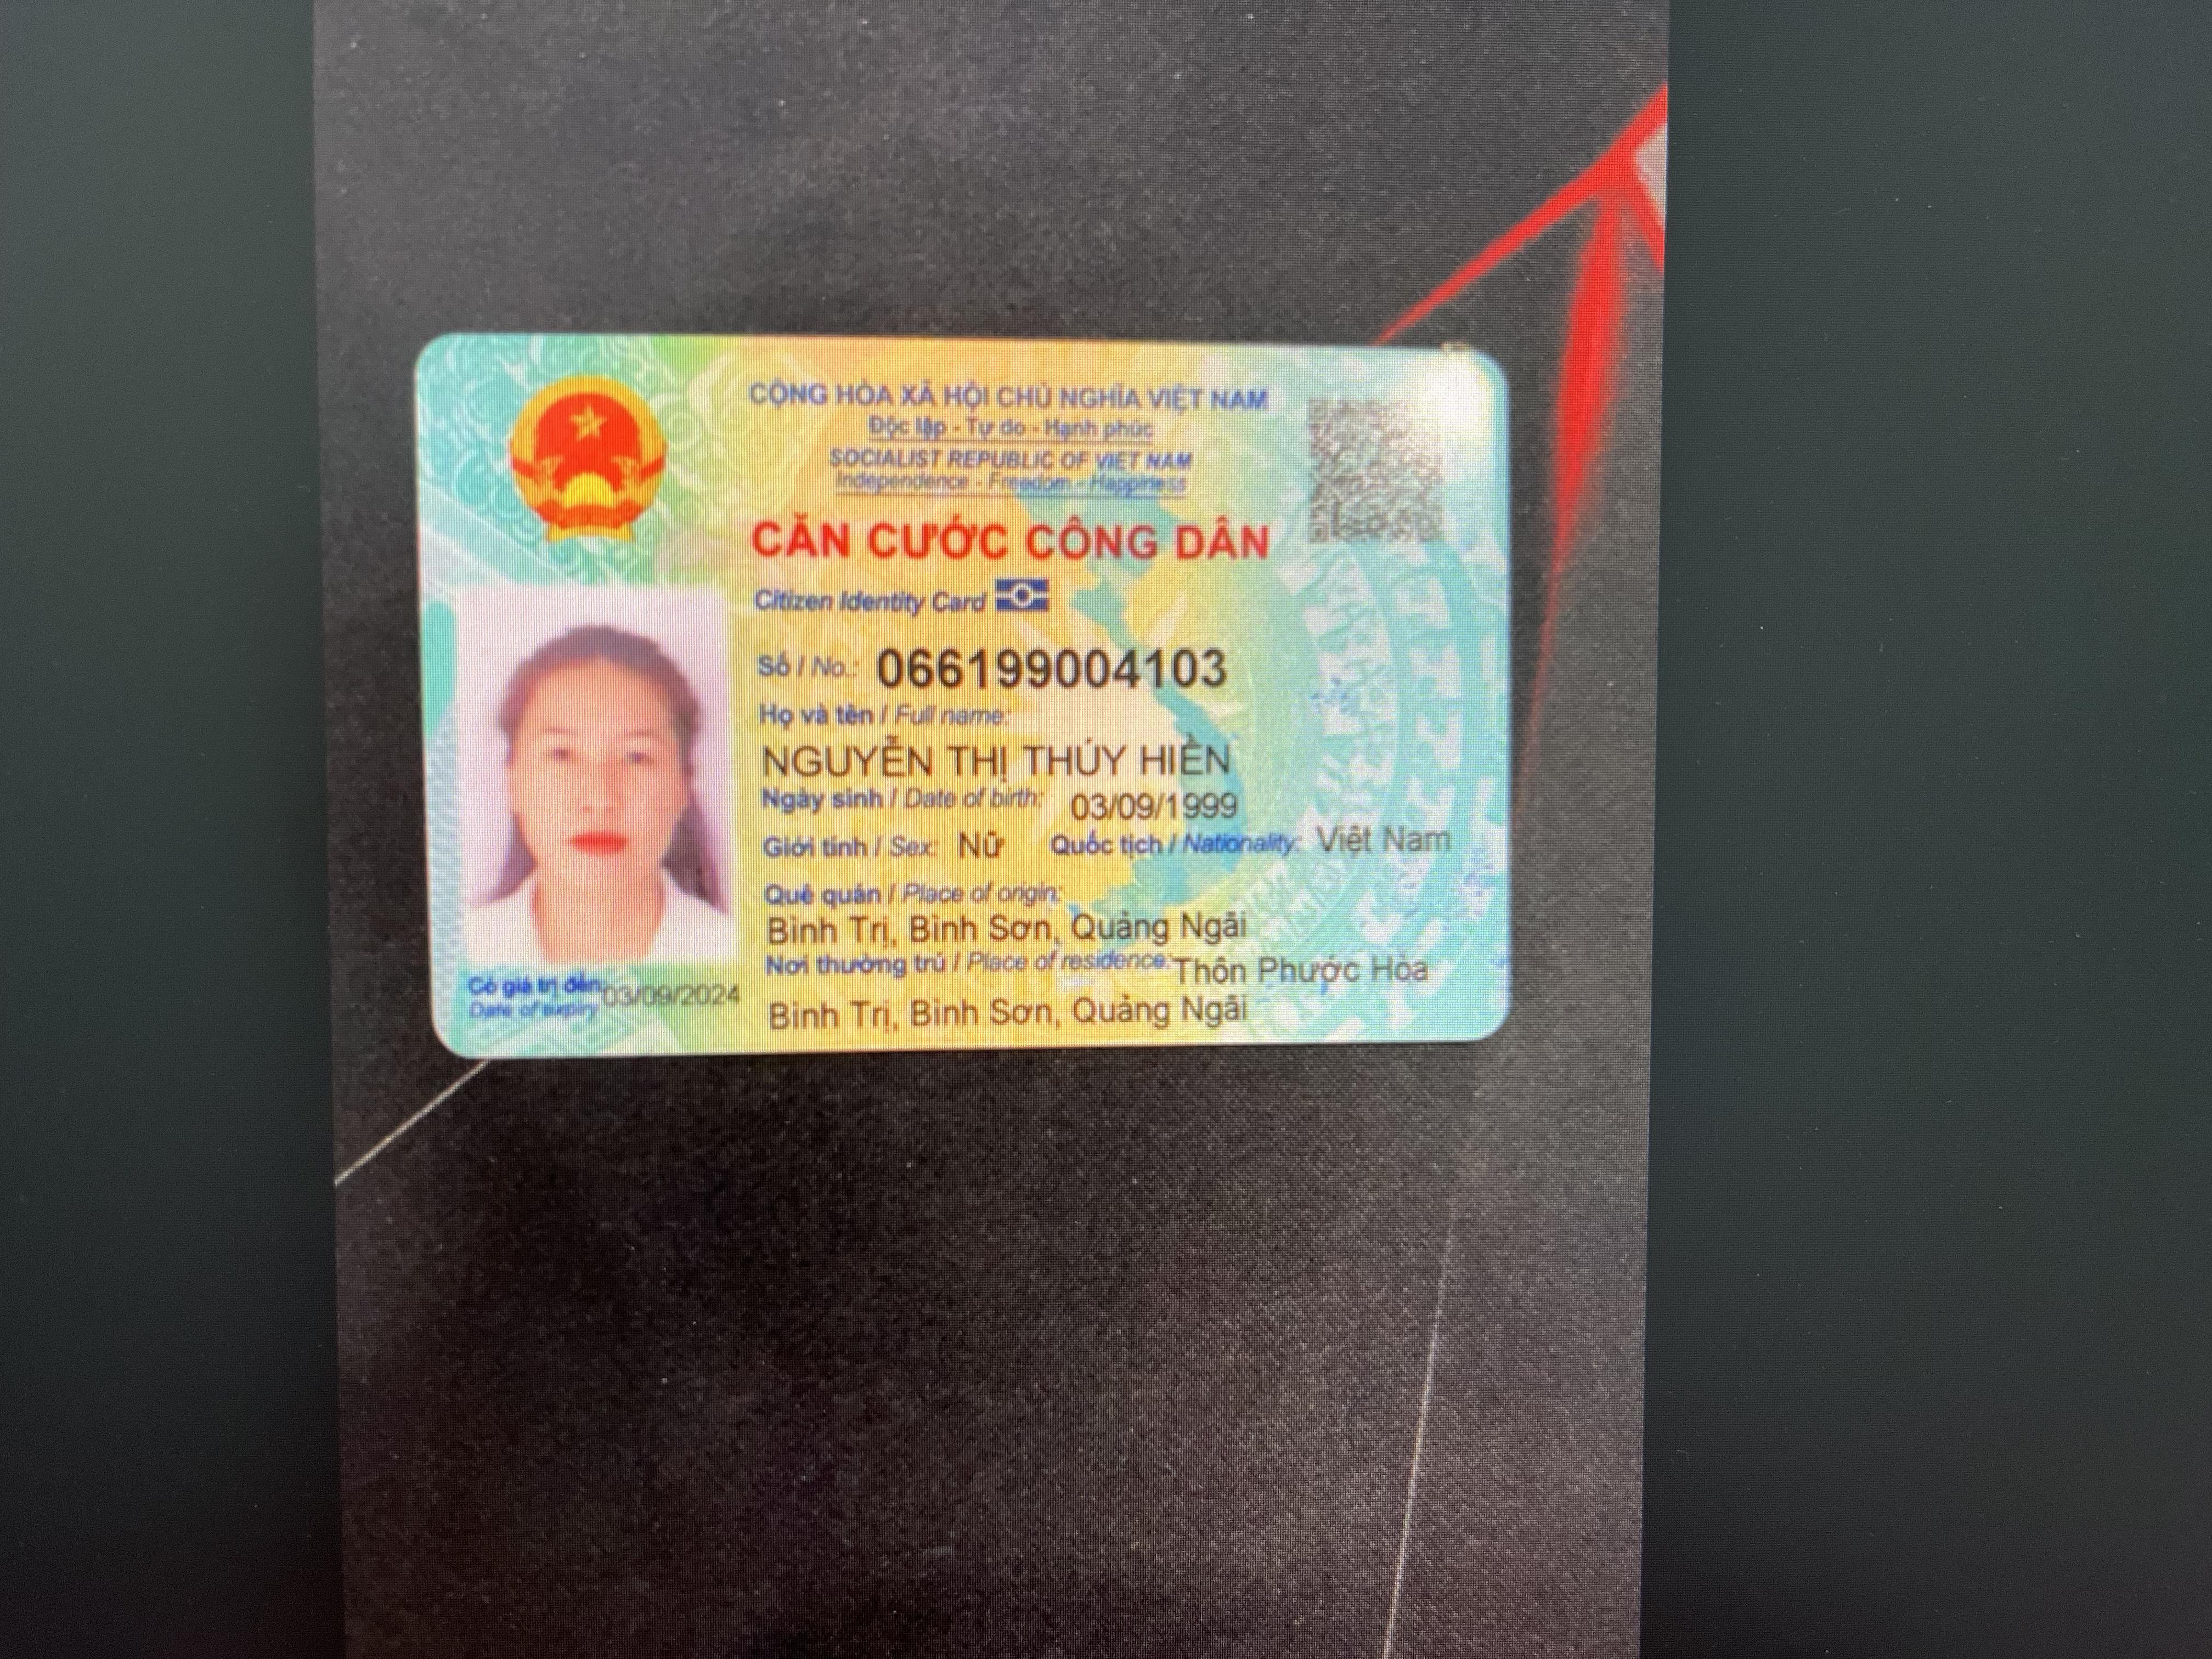 CỘNG HÒA XÃ HỘI CHỦ NGHĨA VIỆT NAM
Độc lập - Tự do - Hạnh phúc
SOCIALIST REPUBLIC OF VIET NAM
Independence - Freedom - Happiness
CĂN CƯỚC CÔNG DÂN
Citizen Identity Card
Số / No.: 066199004103
Họ và tên / Full name:
NGUYỄN THỊ THÚY HIỀN
Ngày sinh / Date of birth: 03/09/1999
Giới tính / Sex: Nữ Quốc tịch / Nationality: Việt Nam
Quê quán / Place of origin:
Bình Trị, Bình Sơn, Quảng Ngãi
Nơi thường trú / Place of residence: Thôn Phước Hòa
Bình Trị, Bình Sơn, Quảng Ngãi
Có giá trị đến: 03/09/2024
Date of expiry